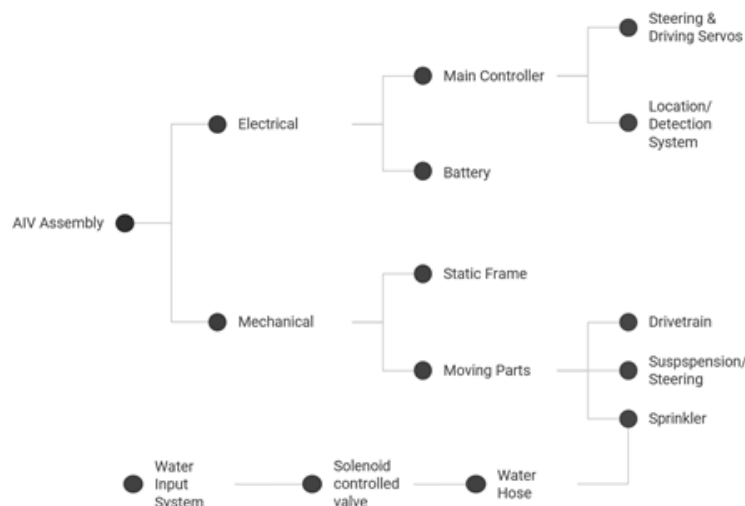 Steering &
Driving Servos
Main Controller
Electrical
Location/
Detection
System
Battery
AIV Assembly
Static Frame
Mechanical
Drivetrain
Moving Parts
Suspspension/
Steering
Sprinkler
Water
Input
System
Solenoid
controlled
valve
Water
Hose